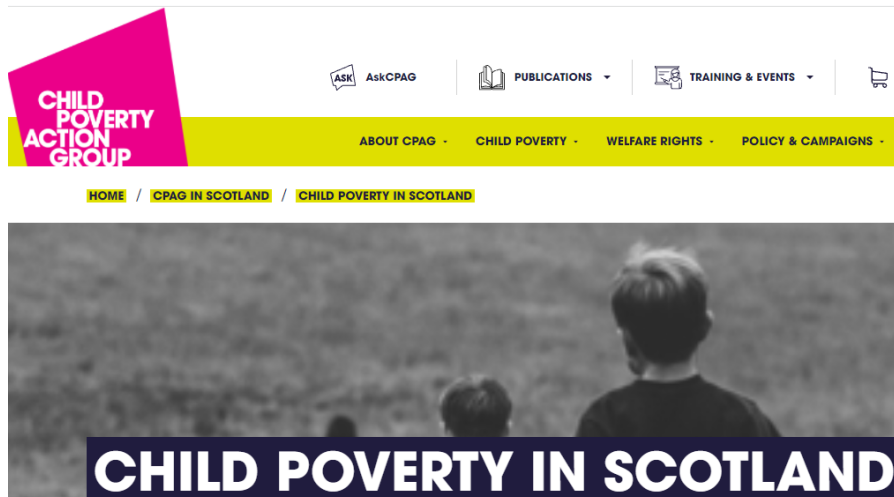 CHILD
POVERTY
ACTION
GROUP
ASK AskCPAG PUBLICATIONS TRAINING & EVENTS
ABOUT CPAG CHILD POVERTY WELFARE RIGHTS POLICY & CAMPAIGNS
HOME / CPAG IN SCOTLAND / CHILD POVERTY IN SCOTLAND
CHILD POVERTY IN SCOTLAND